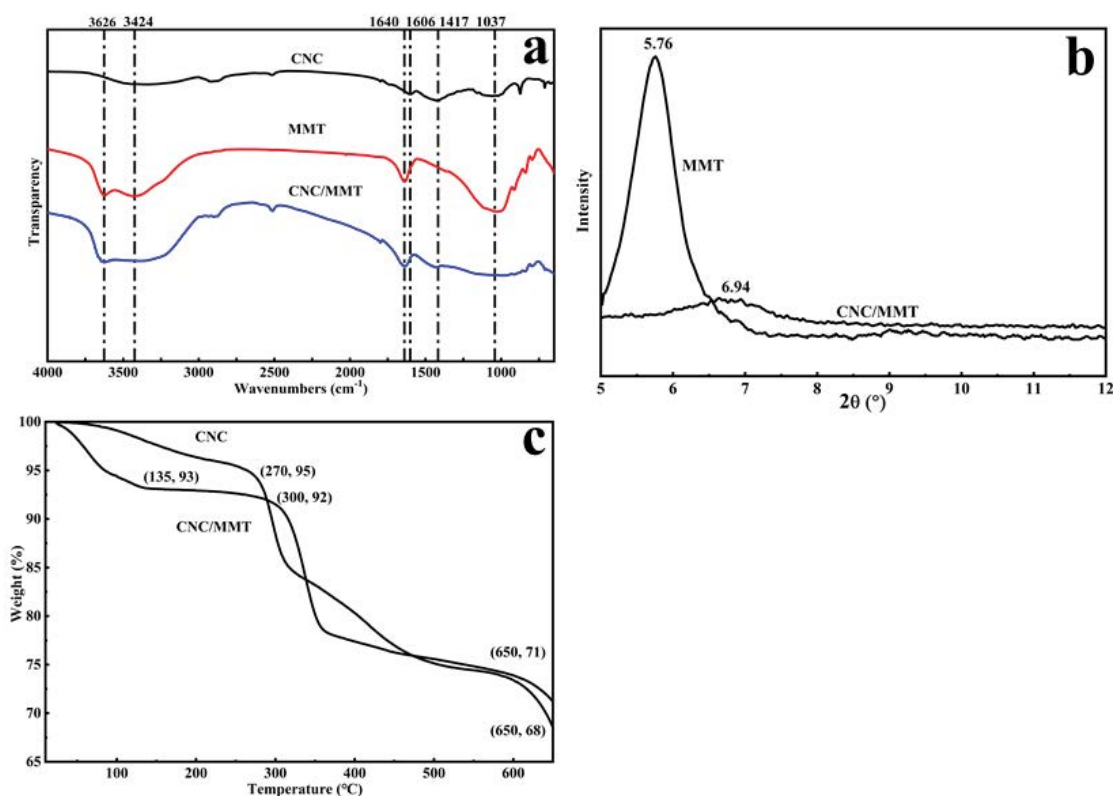 3626 3424 1640 1606 1417 1037
a
CNC
MMT
CNC/MMT
Transparency
4000 3500 3000 2500 2000 1500 1000
Wavenumbers (cm⁻¹)
b
5.76
MMT
6.94
CNC/MMT
Intensity
5 6 7 8 9 10 11 12
2θ (°)
c
CNC
(135, 93)
(270, 95)
(300, 92)
CNC/MMT
(650, 71)
(650, 68)
Weight (%)
100
95
90
85
80
75
70
65
100 200 300 400 500 600
Temperature (°C)